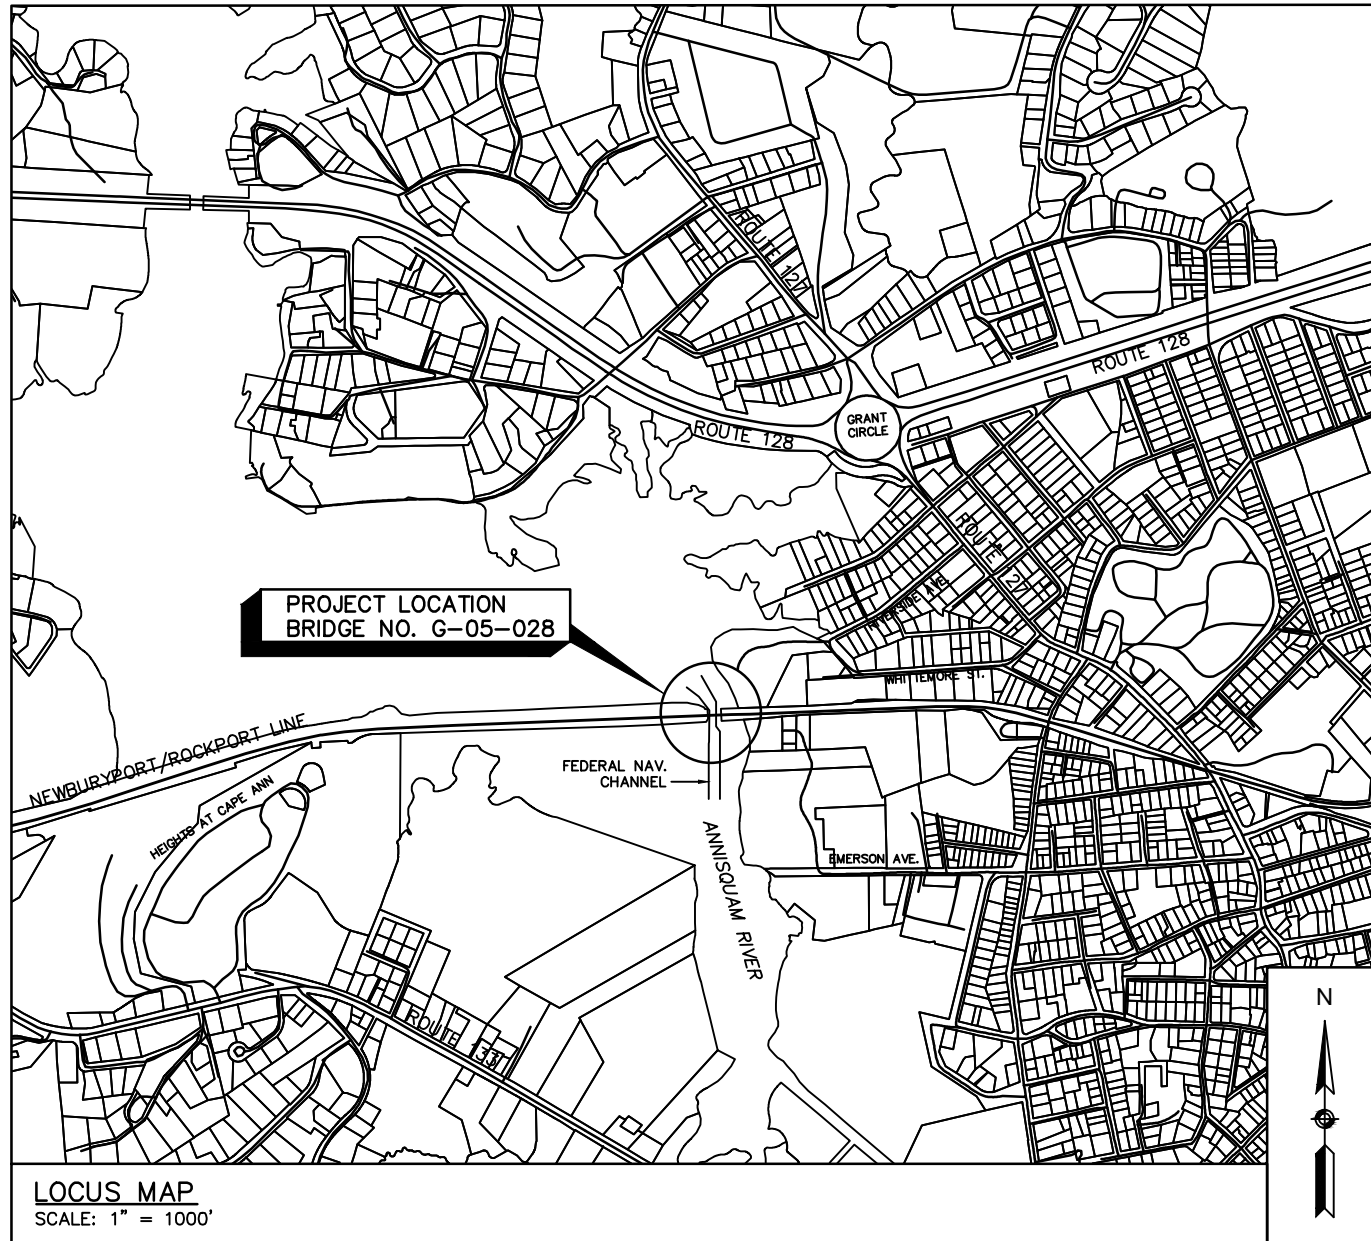 ROUTE 127
ROUTE 128
GRANT
CIRCLE
ROUTE 128
ROUTE 127
RIVERSIDE AVE.
PROJECT LOCATION
BRIDGE NO. G-05-028
WHITTEMORE ST.
NEWBURYPORT/ROCKPORT LINE
FEDERAL NAV.
CHANNEL
HEIGHTS AT CAPE ANN
ANNISQUAM RIVER
EMERSON AVE.
ROUTE 133
N
LOCUS MAP
SCALE: 1" = 1000'